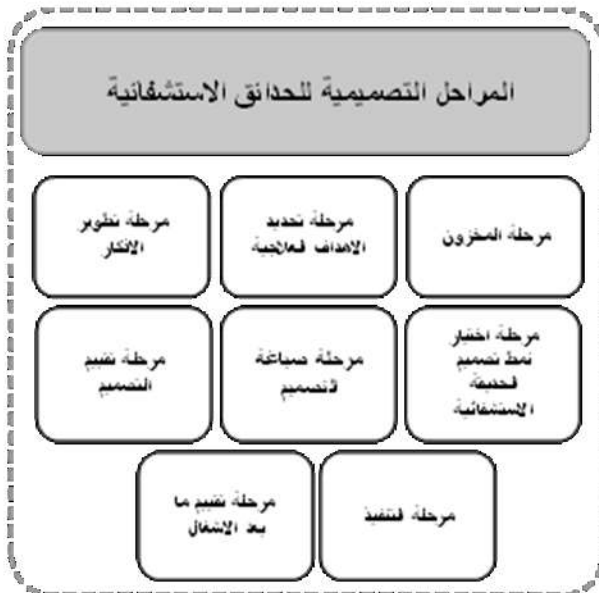 المراحل التصميمية للحدائق الاستشفائية
مرحلة المخزون
مرحلة تحديد
الاهداف العلاجية
مرحلة تطوير
الافكار
مرحلة اختيار
نمط تصميم
الحديقة
الاستشفائية
مرحلة صياغة
التصميم
مرحلة تقييم
التصميم
مرحلة التنفيذ
مرحلة تقييم ما
بعد الاشغال